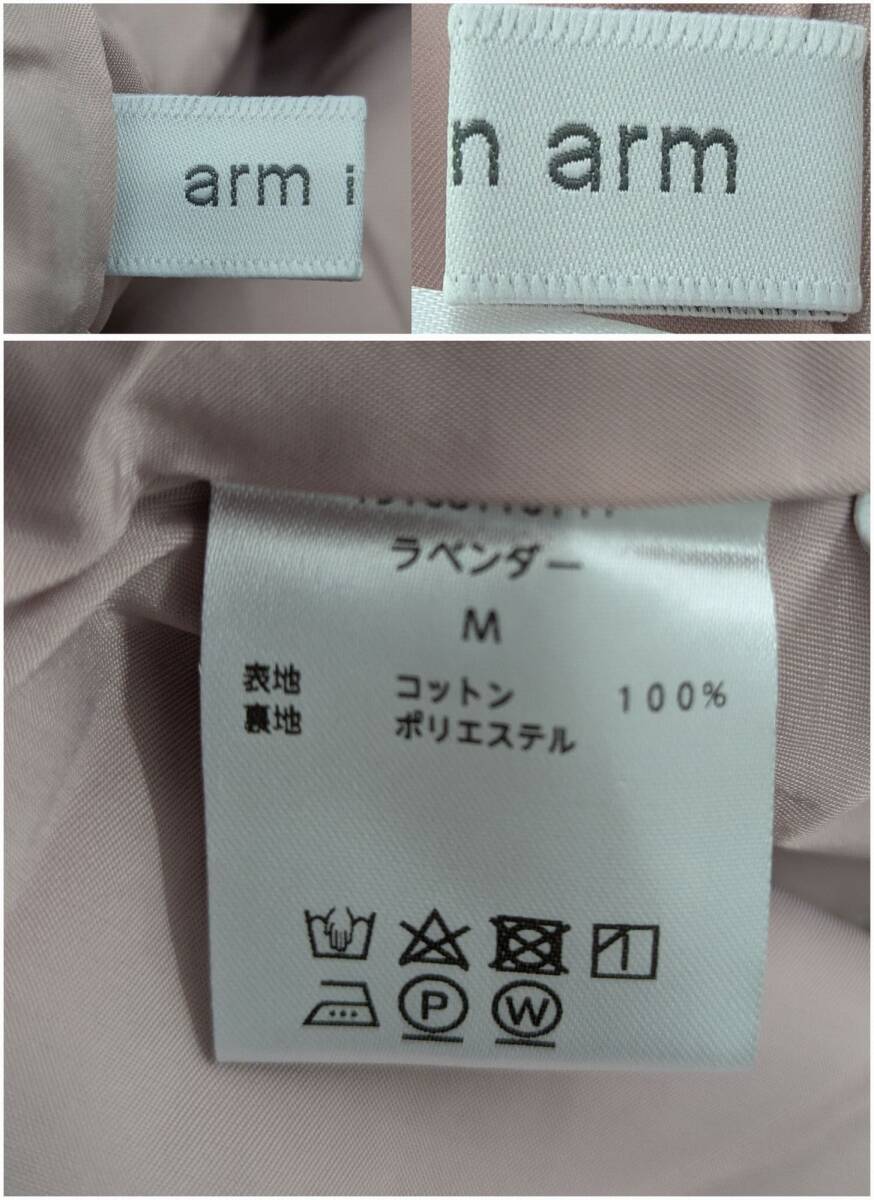 arm i
n arm
ラベンダー
M
表地 コットン 100%
裏地 ポリエステル
P W